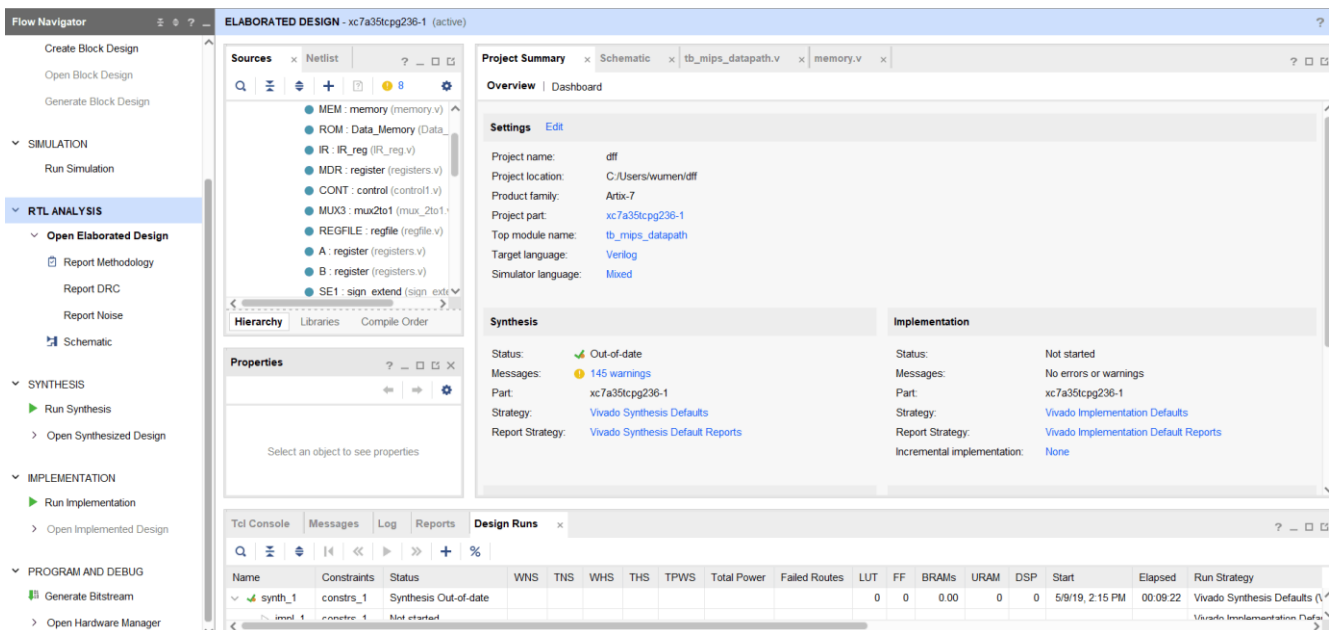 Flow Navigator
Create Block Design
Open Block Design
Generate Block Design
SIMULATION
Run Simulation
RTL ANALYSIS
Open Elaborated Design
Report Methodology
Report DRC
Report Noise
Schematic
SYNTHESIS
Run Synthesis
Open Synthesized Design
IMPLEMENTATION
Run Implementation
Open Implemented Design
PROGRAM AND DEBUG
Generate Bitstream
Open Hardware Manager
ELABORATED DESIGN - xc7a35tcpg236-1 (active)
Sources Netlist
8
MEM : memory (memory.v)
ROM : Data_Memory (Data_
IR : IR_reg (IR_reg.v)
MDR : register (registers.v)
CONT : control (control1.v)
MUX3 : mux2to1 (mux_2to1.
REGFILE : regfile (regfile.v)
A : register (registers.v)
B : register (registers.v)
SE1 : sign_extend (sign_exte
Hierarchy Libraries Compile Order
Properties
Select an object to see properties
Project Summary Schematic tb_mips_datapath.v memory.v
Overview | Dashboard
Settings Edit
Project name: dff
Project location: C:/Users/wumen/dff
Product family: Artix-7
Project part: xc7a35tcpg236-1
Top module name: tb_mips_datapath
Target language: Verilog
Simulator language: Mixed
Synthesis
Status: Out-of-date
Messages: 145 warnings
Part: xc7a35tcpg236-1
Strategy: Vivado Synthesis Defaults
Report Strategy: Vivado Synthesis Default Reports
Implementation
Status: Not started
Messages: No errors or warnings
Part: xc7a35tcpg236-1
Strategy: Vivado Implementation Defaults
Report Strategy: Vivado Implementation Default Reports
Incremental implementation: None
Tcl Console Messages Log Reports Design Runs
Name Constraints Status WNS TNS WHS THS TPWS Total Power Failed Routes LUT FF BRAMs URAM DSP Start Elapsed Run Strategy
synth_1 constrs_1 Synthesis Out-of-date 0 0 0.00 0 0 5/9/19, 2:15 PM 00:09:22 Vivado Synthesis Defaults (V
impl_1 constrs_1 Not started Vivado Implementation Defa